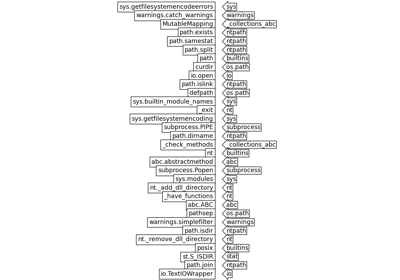 sys.getfilesystemencodeerrors sys
warnings.catch_warnings warnings
MutableMapping _collections_abc
path.exists ntpath
path.samestat ntpath
path.split ntpath
path builtins
curdir os.path
io.open io
path.islink ntpath
defpath os.path
sys.builtin_module_names sys
_exit nt
sys.getfilesystemencoding sys
subprocess.PIPE subprocess
path.dirname ntpath
_check_methods _collections_abc
nt builtins
abc.abstractmethod abc
subprocess.Popen subprocess
sys.modules sys
nt._add_dll_directory nt
_have_functions nt
abc.ABC abc
pathsep os.path
warnings.simplefilter warnings
path.isdir ntpath
nt._remove_dll_directory nt
posix builtins
st.S_ISDIR stat
path.join ntpath
io.TextIOWrapper io